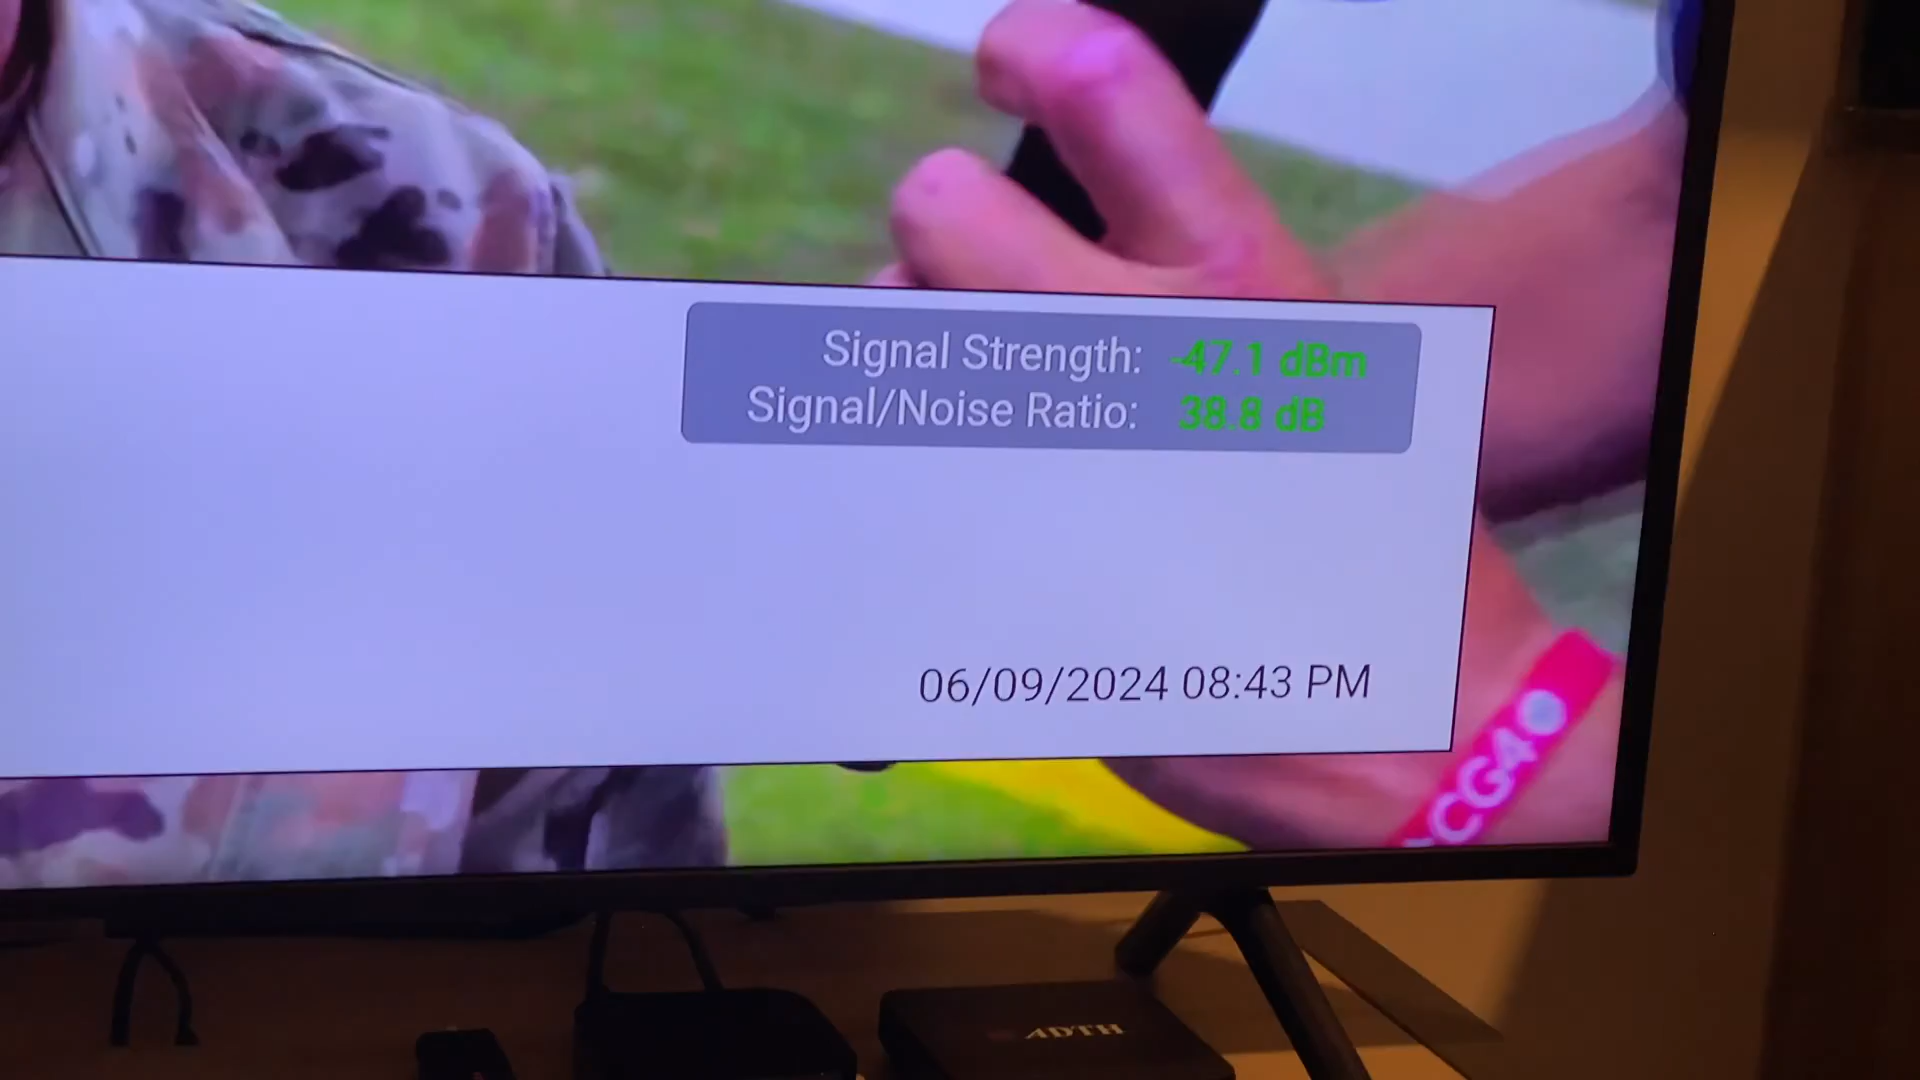 Signal Strength: -47.1 dBm
Signal/Noise Ratio: 38.8 dB
06/09/2024 08:43 PM
CG4
ADTH